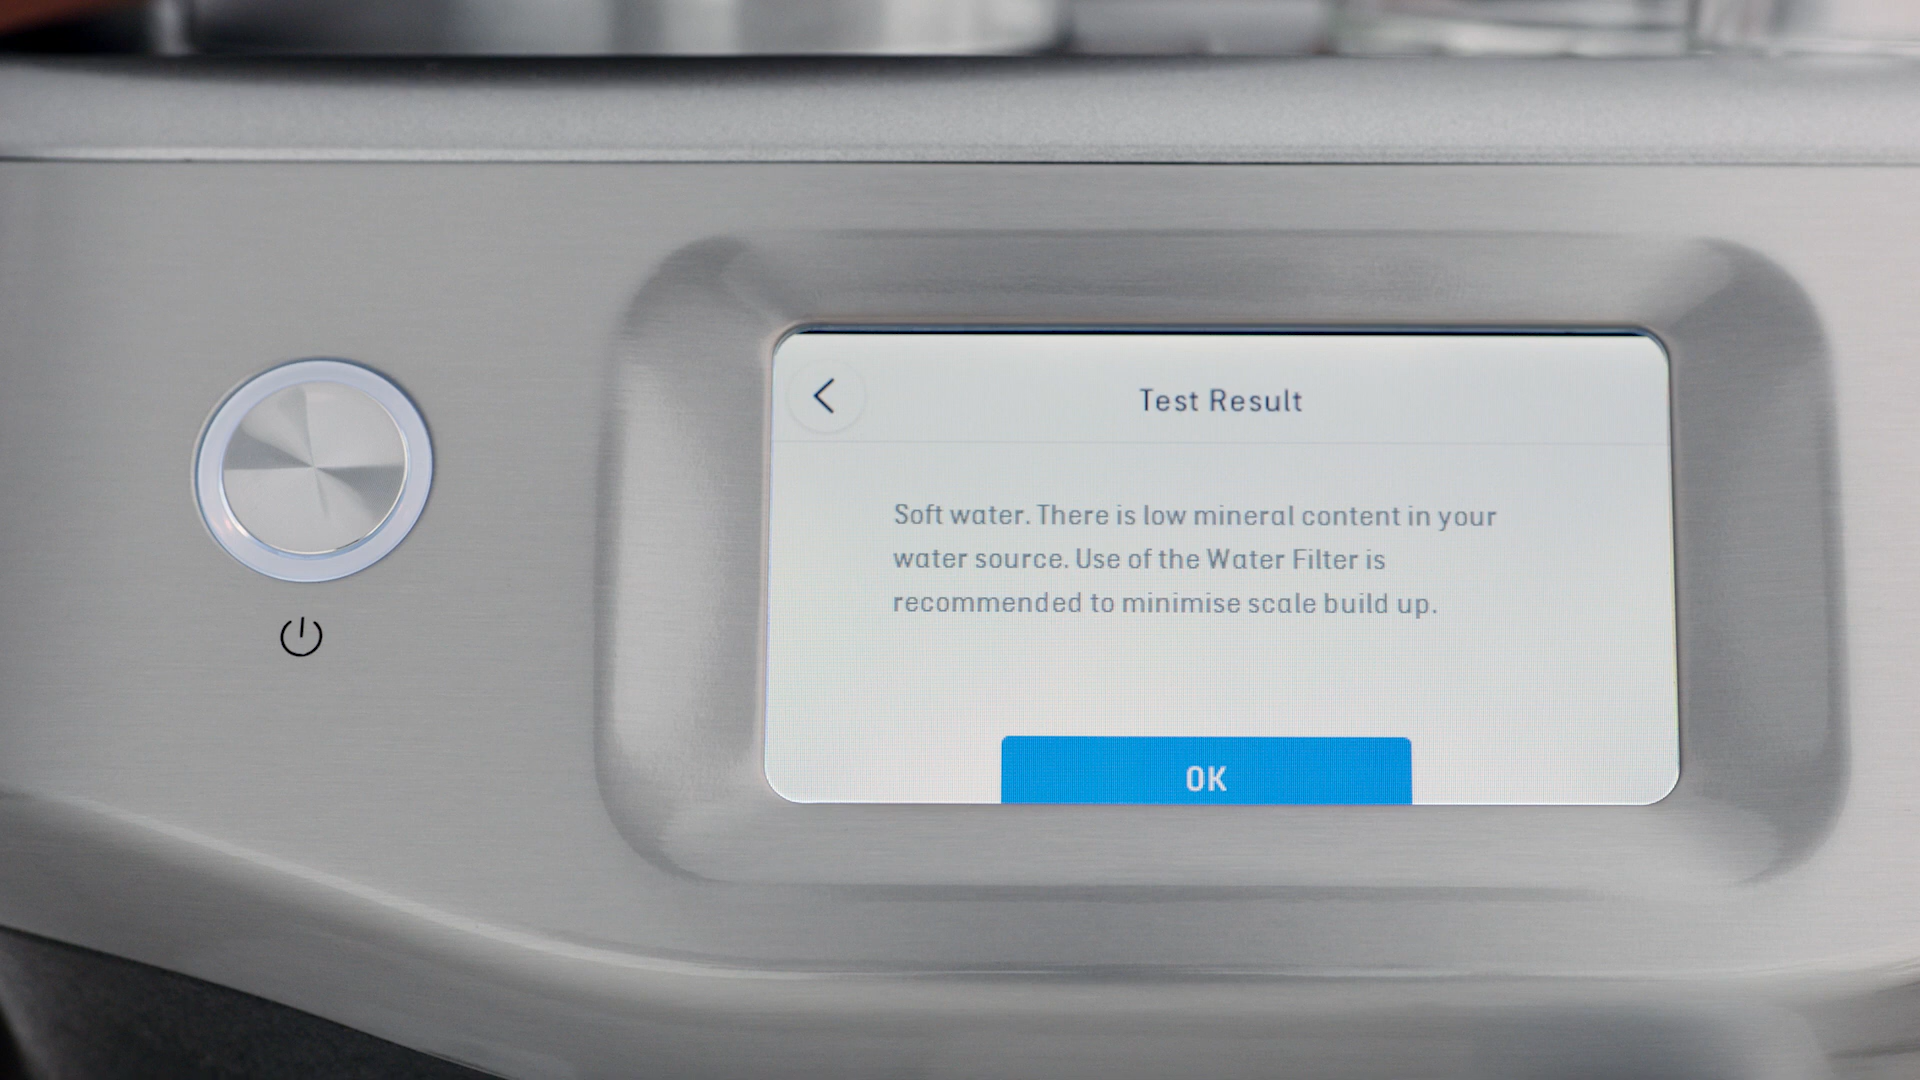 Test Result
Soft water. There is low mineral content in your
water source. Use of the Water Filter is
recommended to minimise scale build up.
OK